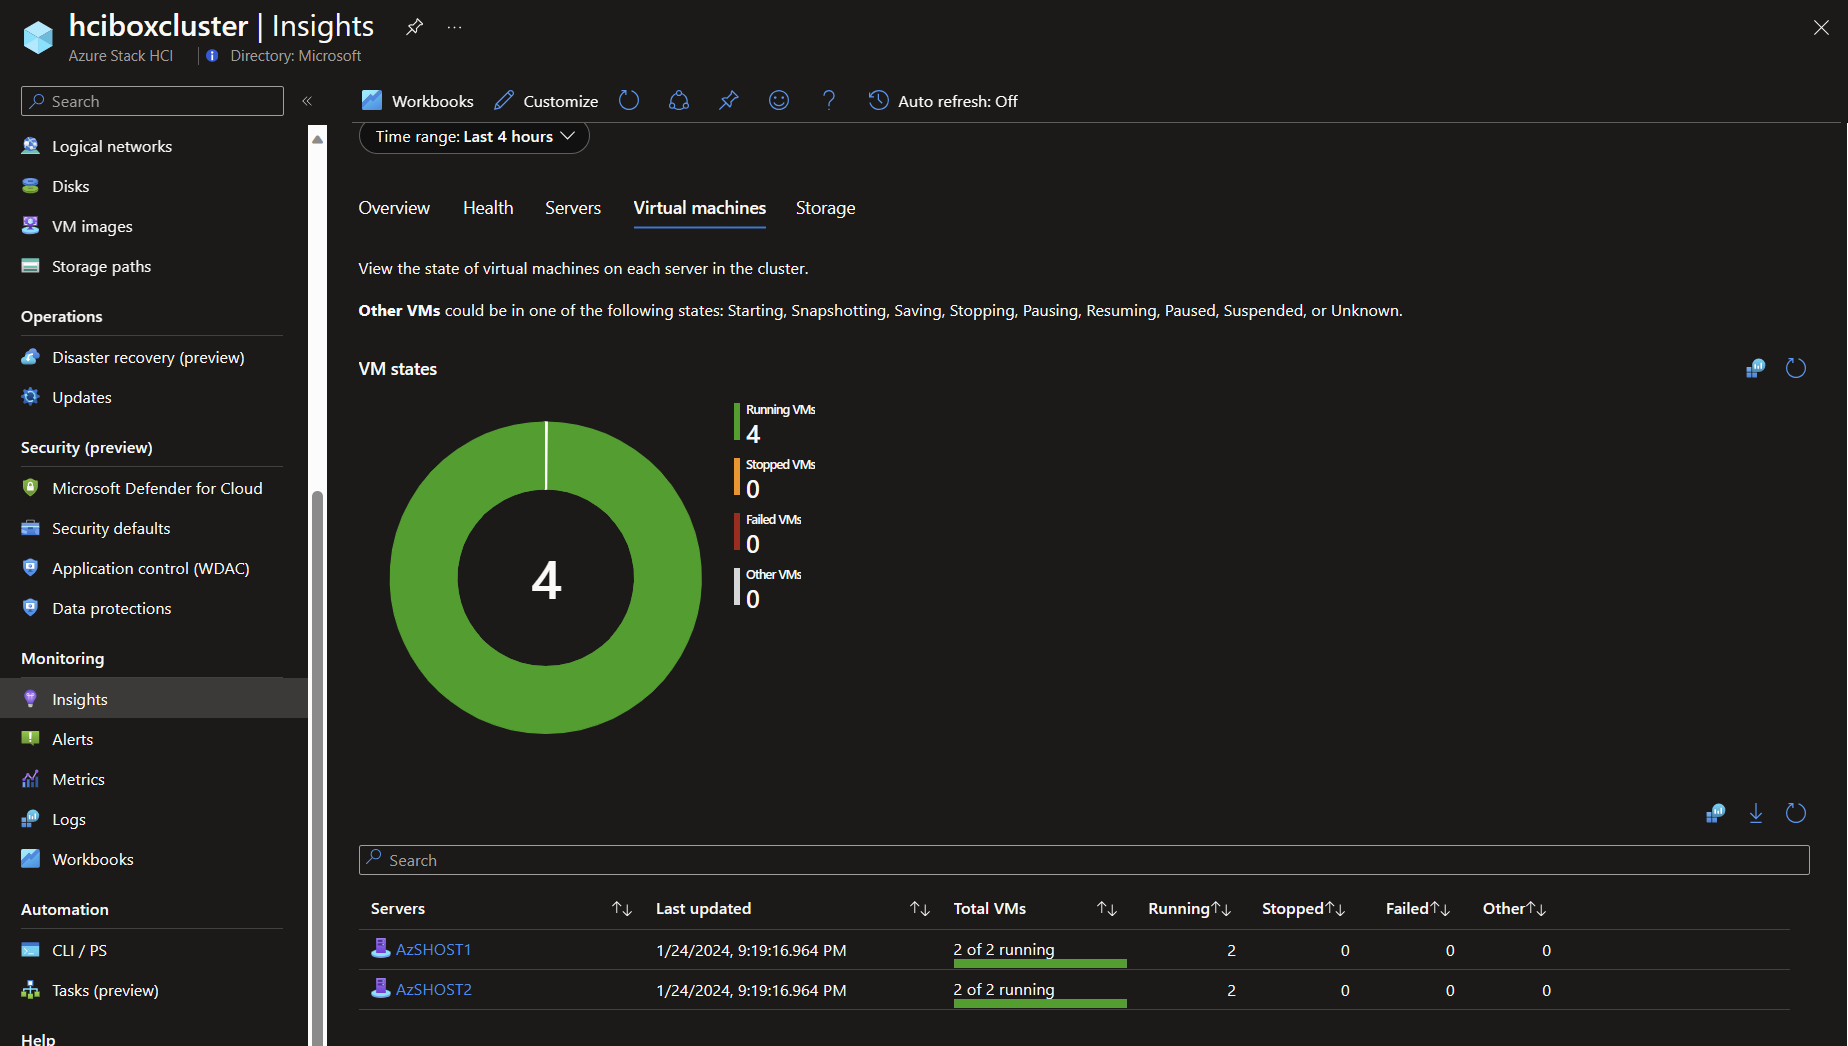 hciboxcluster | Insights
Azure Stack HCI
Directory: Microsoft
Search
Logical networks
Disks
VM images
Storage paths
Operations
Disaster recovery (preview)
Updates
Security (preview)
Microsoft Defender for Cloud
Security defaults
Application control (WDAC)
Data protections
Monitoring
Insights
Alerts
Metrics
Logs
Workbooks
Automation
CLI / PS
Tasks (preview)
Help
Workbooks Customize Auto refresh: Off
Time range: Last 4 hours
Overview Health Servers Virtual machines Storage
View the state of virtual machines on each server in the cluster.
Other VMs could be in one of the following states: Starting, Snapshotting, Saving, Stopping, Pausing, Resuming, Paused, Suspended, or Unknown.
VM states
4
Running VMs
4
Stopped VMs
0
Failed VMs
0
Other VMs
0
Search
Servers Last updated Total VMs Running Stopped Failed Other
AzSHOST1 1/24/2024, 9:19:16.964 PM 2 of 2 running 2 0 0 0
AzSHOST2 1/24/2024, 9:19:16.964 PM 2 of 2 running 2 0 0 0